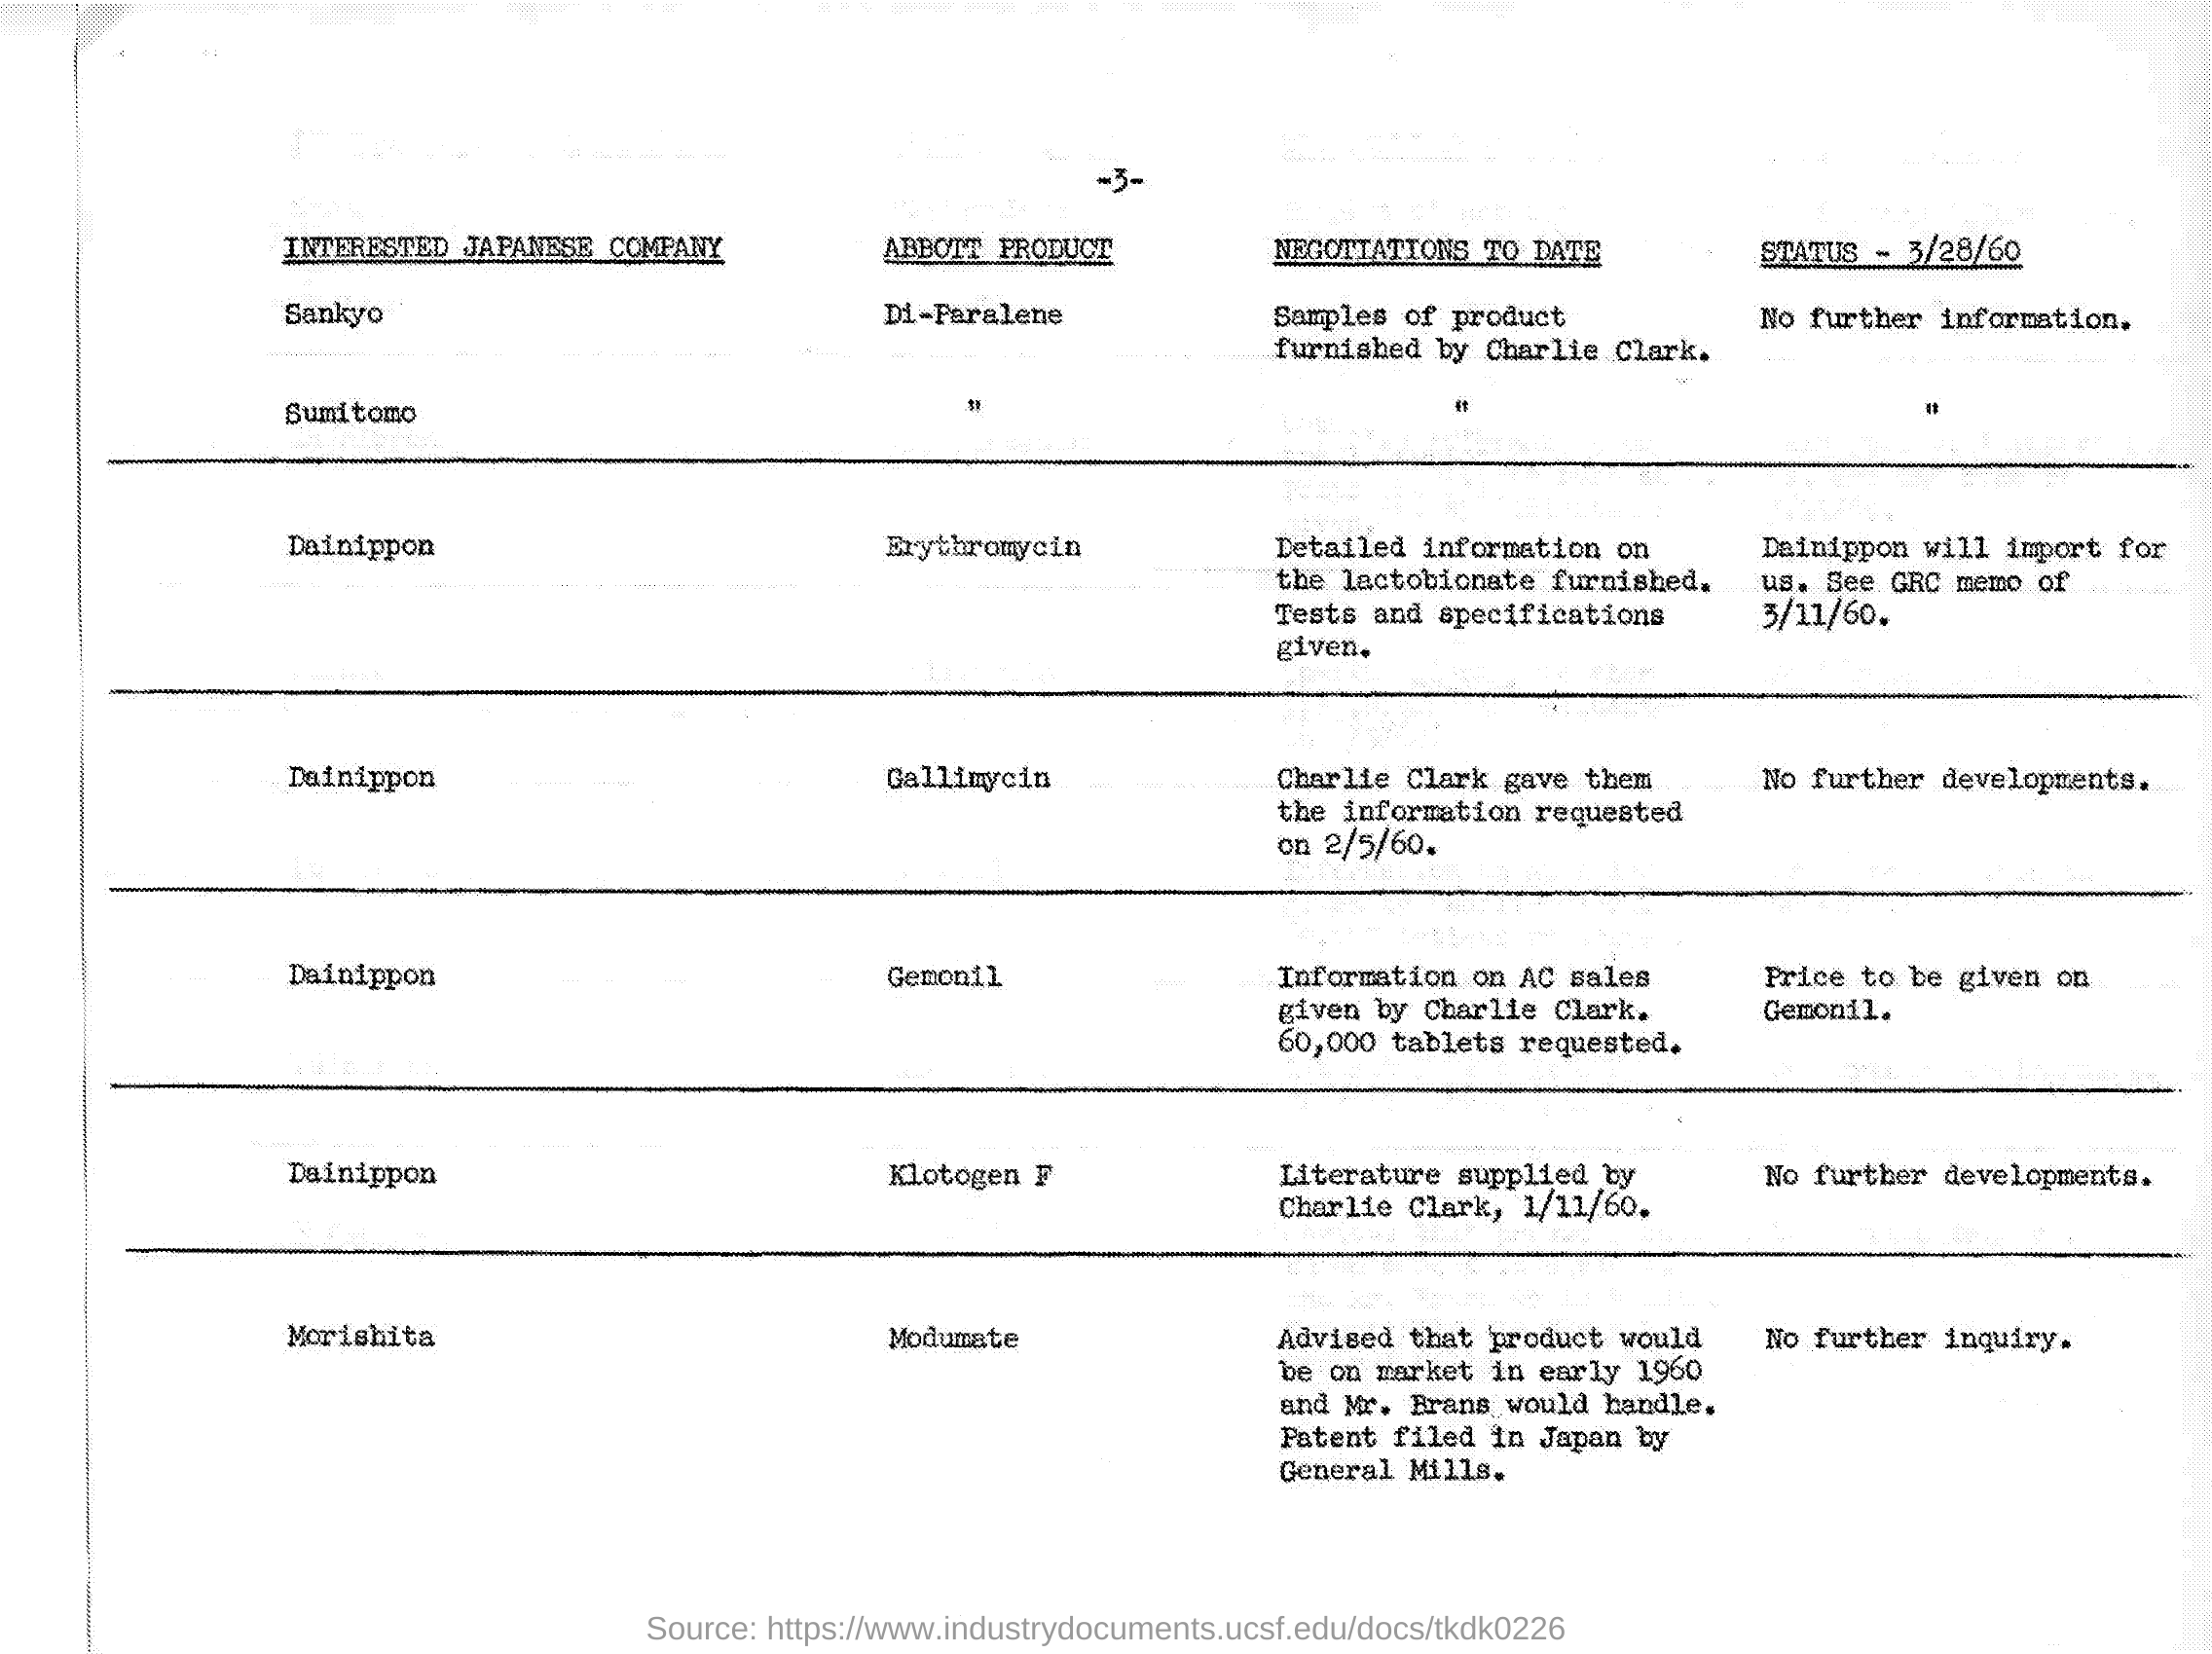 -3-
INTERESTED JAPANESE COMPANY ABBOTT PRODUCT NEGOTIATIONS TO DATE STATUS - 3/28/60
Sankyo Di-Paralene Samples of product No further information.
furnished by Charlie Clark.
Sumitomo " " "
Dainippon Erythromycin Detailed information on Dainippon will import for
the lactobionate furnished. us. See GRC memo of
Tests and specifications 3/11/60.
given.
Dainippon Gallimycin Charlie Clark gave them No further developments.
the information requested
on 2/5/60.
Dainippon Gemonil Information on AC sales Price to be given on
given by Charlie Clark. Gemonil.
60,000 tablets requested.
Dainippon Klotogen F Literature supplied by No further developments.
Charlie Clark, 1/11/60.
Morishita Modumate Advised that product would No further inquiry.
be on market in early 1960
and Mr. Brans would handle.
Patent filed in Japan by
General Mills.
Source: https://www.industrydocuments.ucsf.edu/docs/tkdk0226